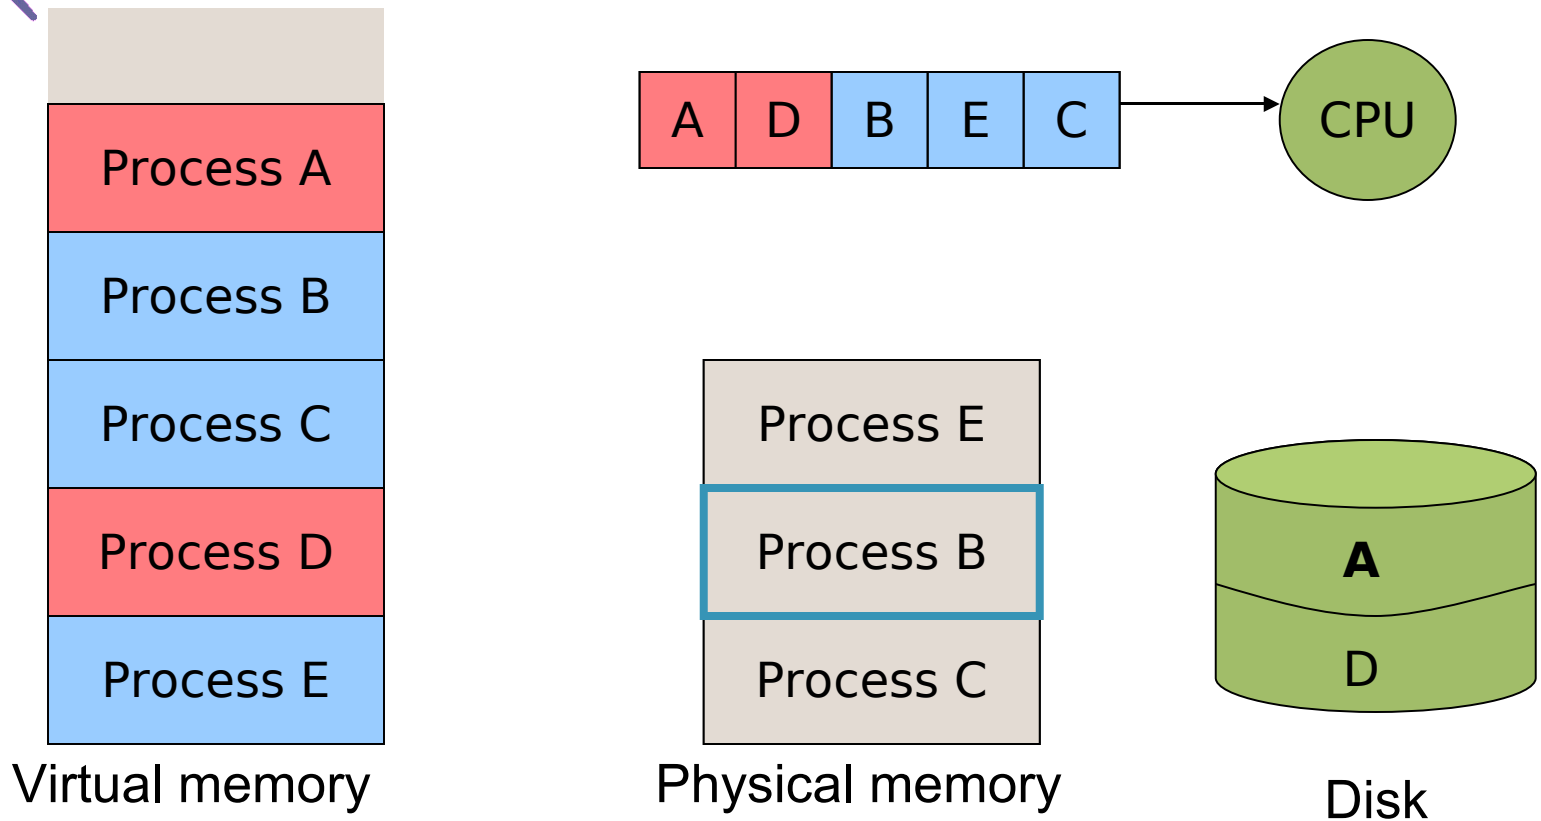 Process A
Process B
Process C
Process D
Process E
Virtual memory
A D B E C
CPU
Process E
Process B
Process C
Physical memory
A
D
Disk